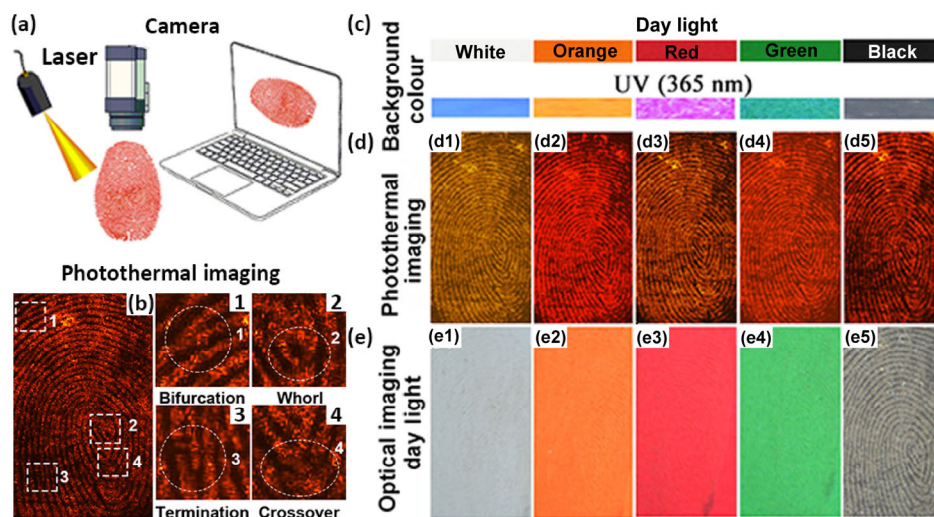 (a)
Laser
Camera
Photothermal imaging
(b)
1
2
3
4
1
1
Bifurcation
2
2
Whorl
3
3
Termination
4
4
Crossover
(c)
Background
colour
Day light
White
Orange
Red
Green
Black
UV (365 nm)
(d)
Photothermal
imaging
(d1)
(d2)
(d3)
(d4)
(d5)
(e)
Optical imaging
day light
(e1)
(e2)
(e3)
(e4)
(e5)